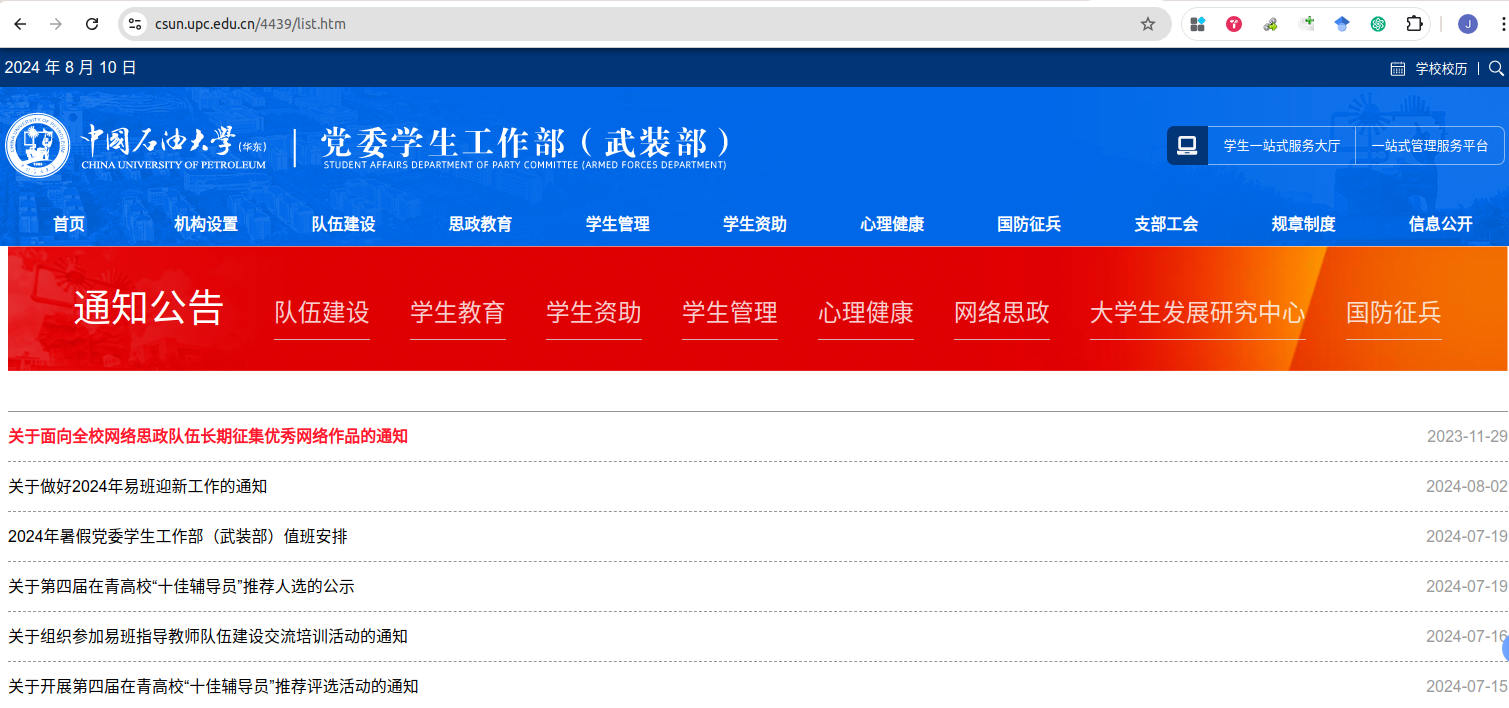 csun.upc.edu.cn/4439/list.htm
J
2024 年 8 月 10 日
学校校历
中国石油大学(华东)
CHINA UNIVERSITY OF PETROLEUM
党委学生工作部（武装部）
STUDENT AFFAIRS DEPARTMENT OF PARTY COMMITTEE (ARMED FORCES DEPARTMENT)
学生一站式服务大厅
一站式管理服务平台
首页 机构设置 队伍建设 思政教育 学生管理 学生资助 心理健康 国防征兵 支部工会 规章制度 信息公开
通知公告 队伍建设 学生教育 学生资助 学生管理 心理健康 网络思政 大学生发展研究中心 国防征兵
关于面向全校网络思政队伍长期征集优秀网络作品的通知 2023-11-29
关于做好2024年易班迎新工作的通知 2024-08-02
2024年暑假党委学生工作部（武装部）值班安排 2024-07-19
关于第四届在青高校“十佳辅导员”推荐人选的公示 2024-07-19
关于组织参加易班指导教师队伍建设交流培训活动的通知 2024-07-16
关于开展第四届在青高校“十佳辅导员”推荐评选活动的通知 2024-07-15